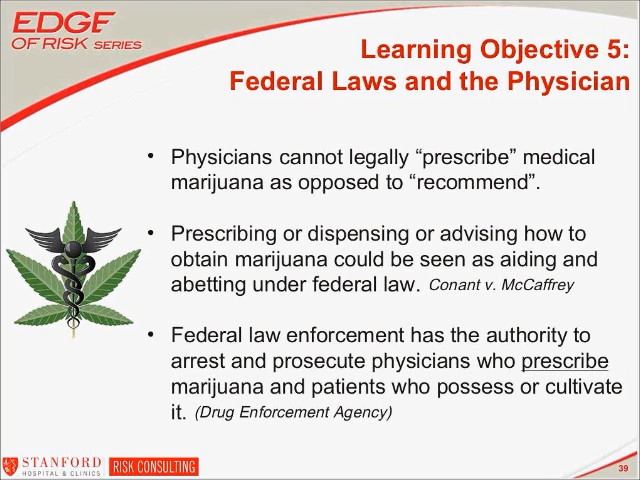 EDGE
OF RISK SERIES
Learning Objective 5:
Federal Laws and the Physician
• Physicians cannot legally “prescribe” medical
marijuana as opposed to “recommend”.
• Prescribing or dispensing or advising how to
obtain marijuana could be seen as aiding and
abetting under federal law. Conant v. McCaffrey
• Federal law enforcement has the authority to
arrest and prosecute physicians who prescribe
marijuana and patients who possess or cultivate
it. (Drug Enforcement Agency)
STANFORD
HOSPITAL & CLINICS
RISK CONSULTING
39